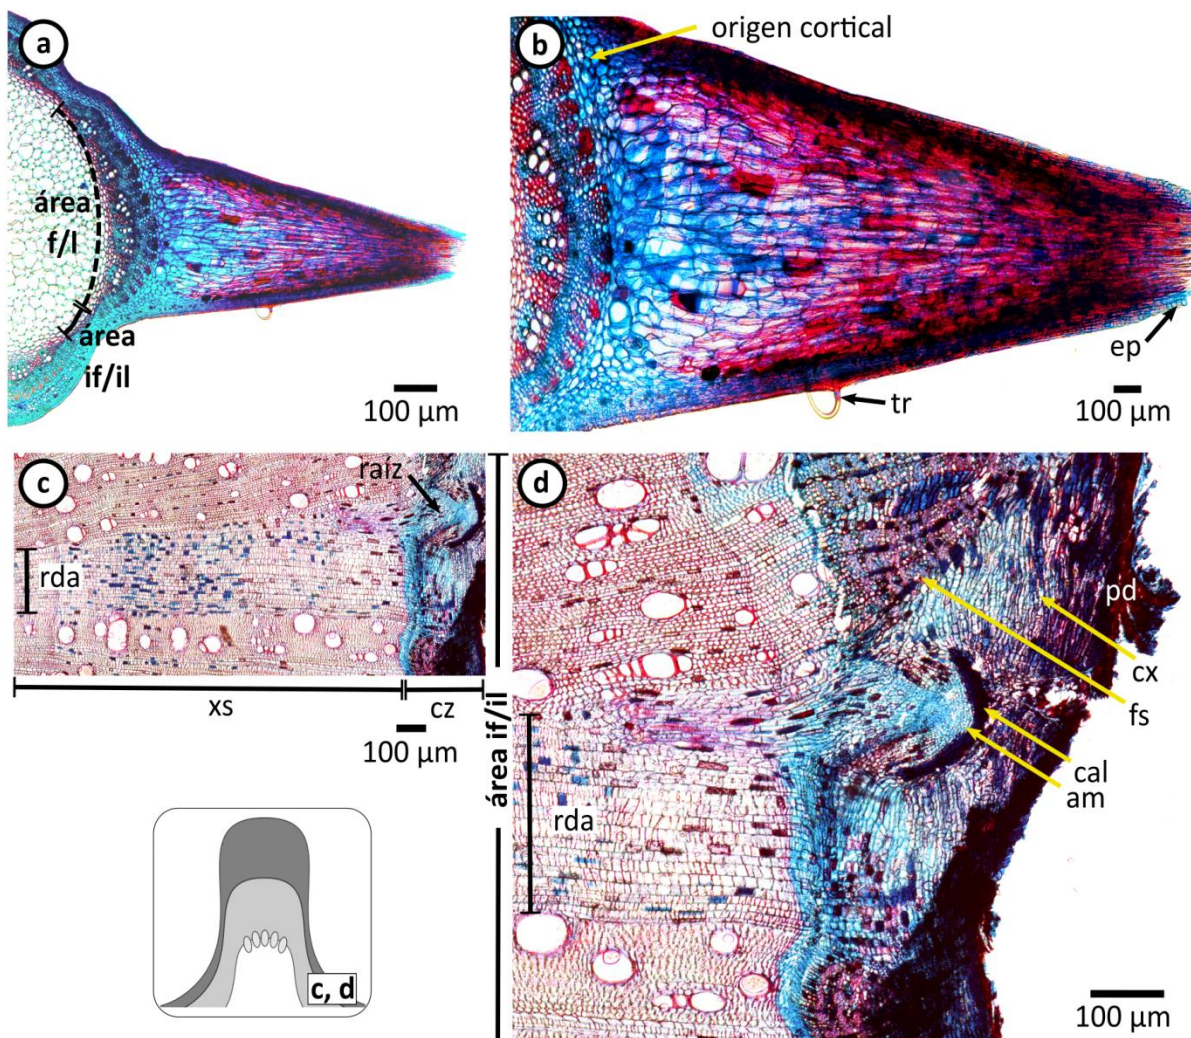 a
área
f/l
área
if/il
100 µm
b
origen cortical
ep
tr
100 µm
c
raíz
rda
xs
cz
100 µm
área if/il
d
pd
cx
fs
cal
am
rda
100 µm
c, d